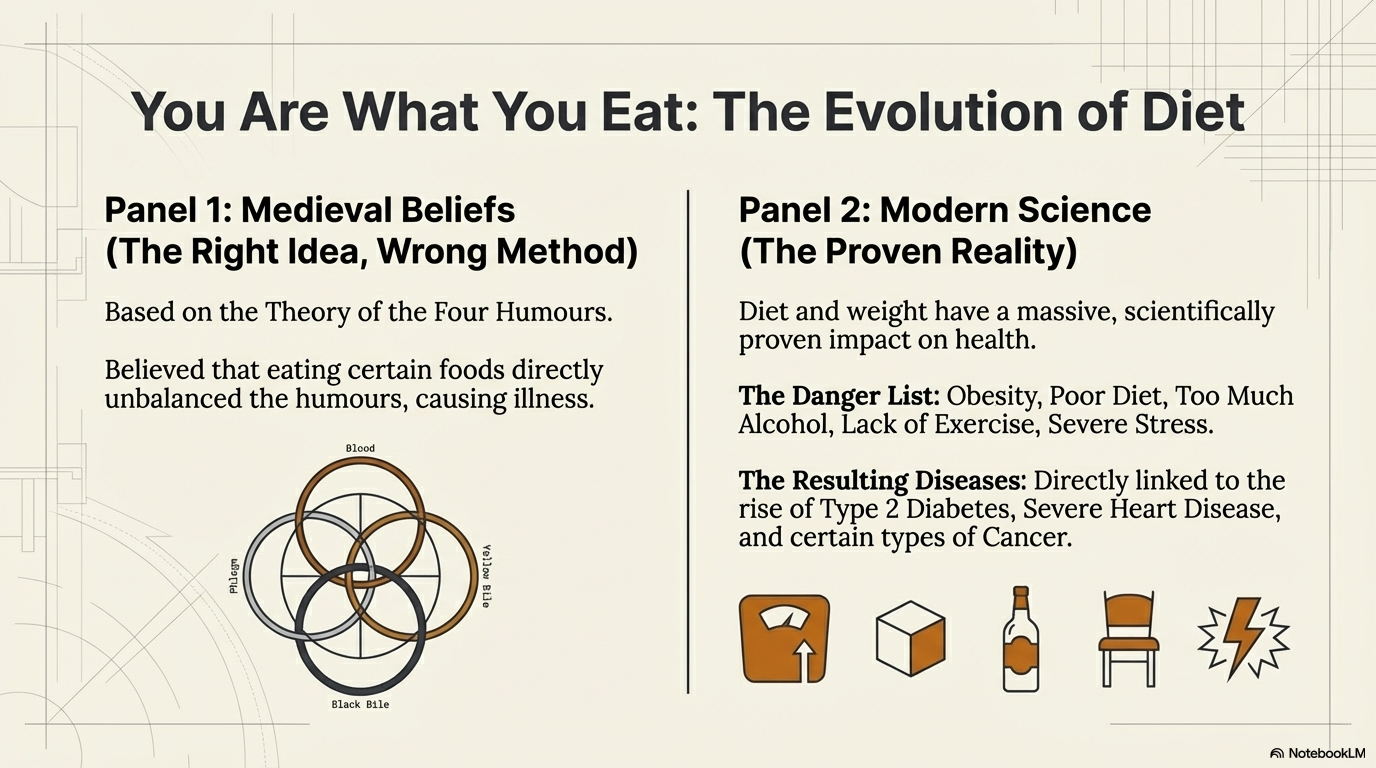 You Are What You Eat: The Evolution of Diet
Panel 1: Medieval Beliefs
(The Right Idea, Wrong Method)
Based on the Theory of the Four Humours.
Believed that eating certain foods directly
unbalanced the humours, causing illness.
Blood
Phlegm
Yellow Bile
Black Bile
Panel 2: Modern Science
(The Proven Reality)
Diet and weight have a massive, scientifically
proven impact on health.
The Danger List: Obesity, Poor Diet, Too Much
Alcohol, Lack of Exercise, Severe Stress.
The Resulting Diseases: Directly linked to the
rise of Type 2 Diabetes, Severe Heart Disease,
and certain types of Cancer.
NotebookLM